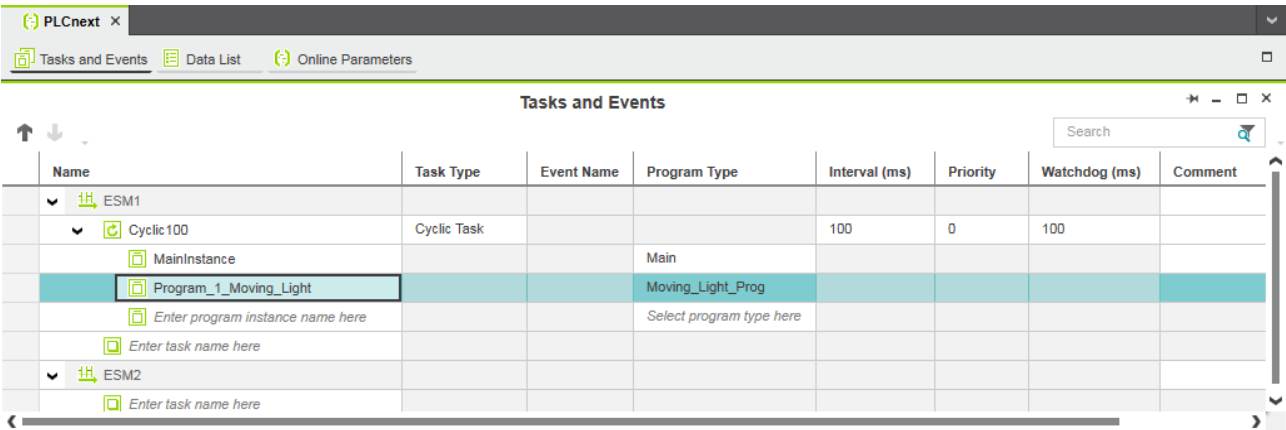 PLCnext
Tasks and Events Data List Online Parameters
Tasks and Events
Search
Name Task Type Event Name Program Type Interval (ms) Priority Watchdog (ms) Comment
ESM1
Cyclic100 Cyclic Task 100 0 100
MainInstance Main
Program_1_Moving_Light Moving_Light_Prog
Enter program instance name here Select program type here
Enter task name here
ESM2
Enter task name here